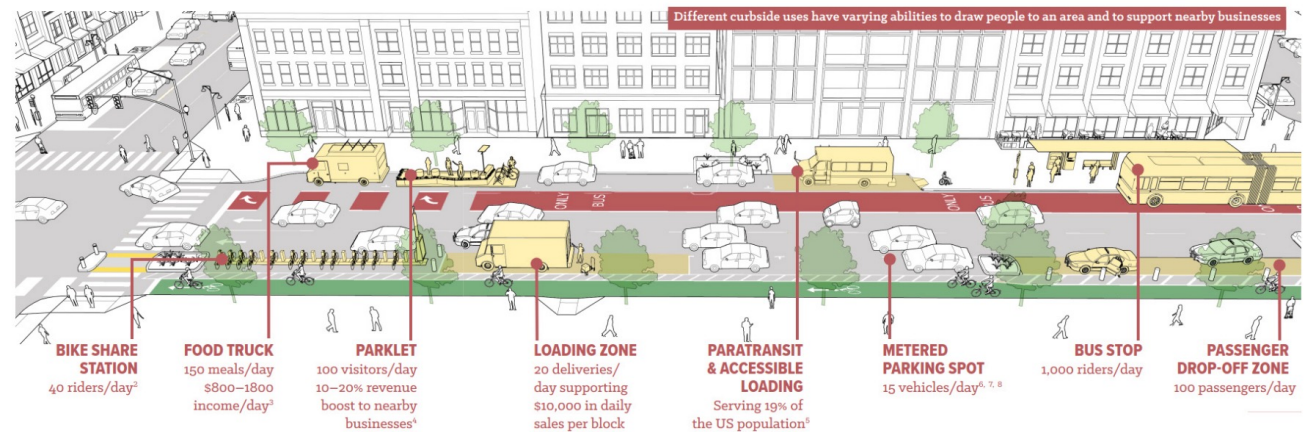 Different curbside uses have varying abilities to draw people to an area and to support nearby businesses
ONLY
BUS
ONLY
BUS
BIKE SHARE
STATION
40 riders/day²
FOOD TRUCK
150 meals/day
$800–1800
income/day³
PARKLET
100 visitors/day
10–20% revenue
boost to nearby
businesses⁴
LOADING ZONE
20 deliveries/
day supporting
$10,000 in daily
sales per block
PARATRANSIT
& ACCESSIBLE
LOADING
Serving 19% of
the US population⁵
METERED
PARKING SPOT
15 vehicles/day⁶, ⁷, ⁸
BUS STOP
1,000 riders/day
PASSENGER
DROP-OFF ZONE
100 passengers/day